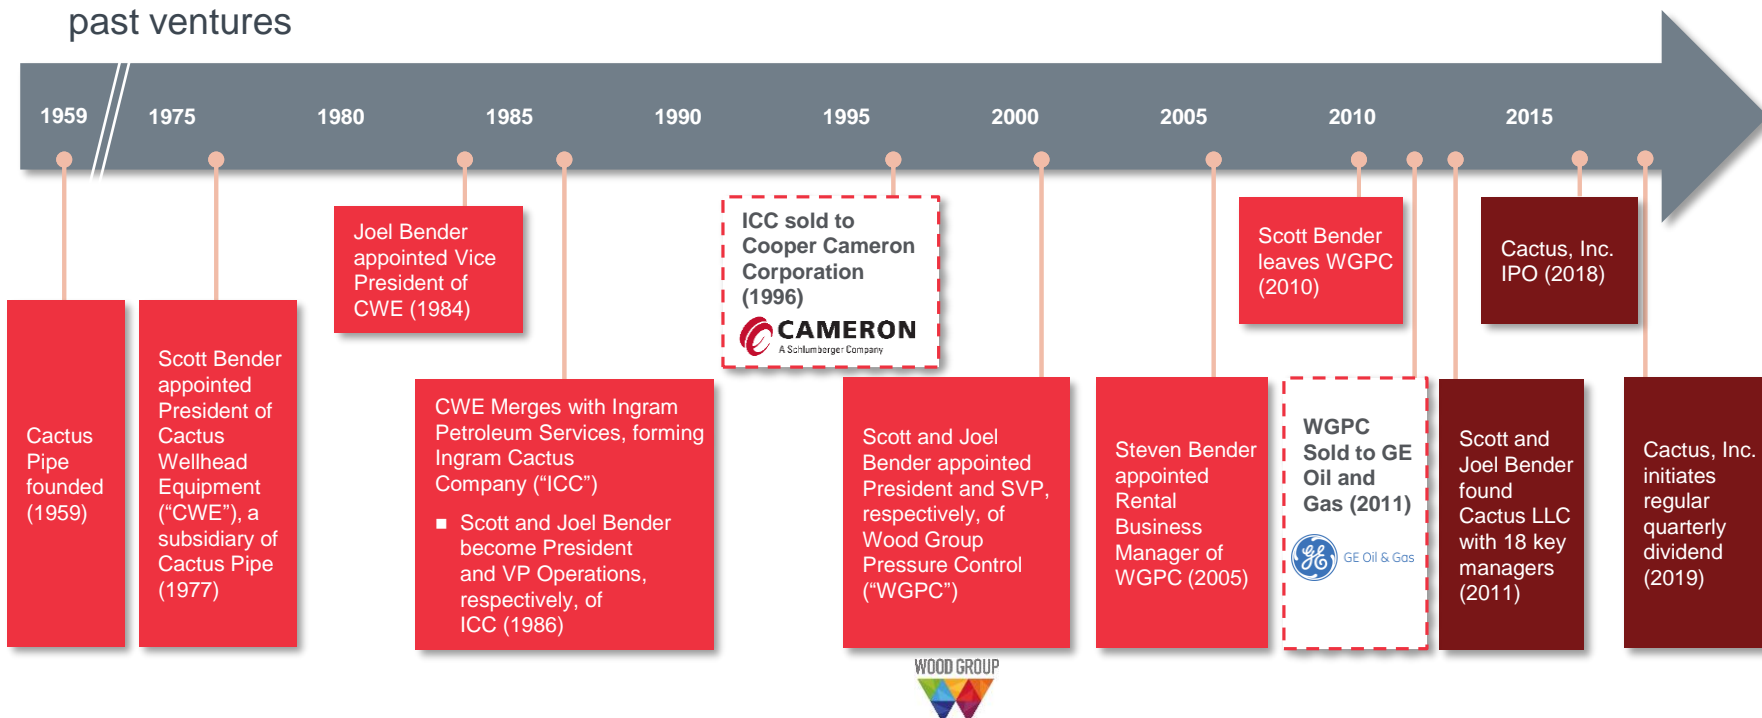 past ventures
1959
1975
1980
1985
1990
1995
2000
2005
2010
2015
Cactus
Pipe
founded
(1959)
Scott Bender
appointed
President of
Cactus
Wellhead
Equipment
(“CWE”), a
subsidiary of
Cactus Pipe
(1977)
Joel Bender
appointed Vice
President of
CWE (1984)
CWE Merges with Ingram
Petroleum Services, forming
Ingram Cactus
Company (“ICC”)
■ Scott and Joel Bender
become President
and VP Operations,
respectively, of
ICC (1986)
ICC sold to
Cooper Cameron
Corporation
(1996)
CAMERON
A Schlumberger Company
Scott and Joel
Bender appointed
President and SVP,
respectively, of
Wood Group
Pressure Control
(“WGPC”)
WOOD GROUP
Steven Bender
appointed
Rental
Business
Manager of
WGPC (2005)
Scott Bender
leaves WGPC
(2010)
WGPC
Sold to GE
Oil and
Gas (2011)
GE GE Oil & Gas
Scott and
Joel Bender
found
Cactus LLC
with 18 key
managers
(2011)
Cactus, Inc.
IPO (2018)
Cactus, Inc.
initiates
regular
quarterly
dividend
(2019)